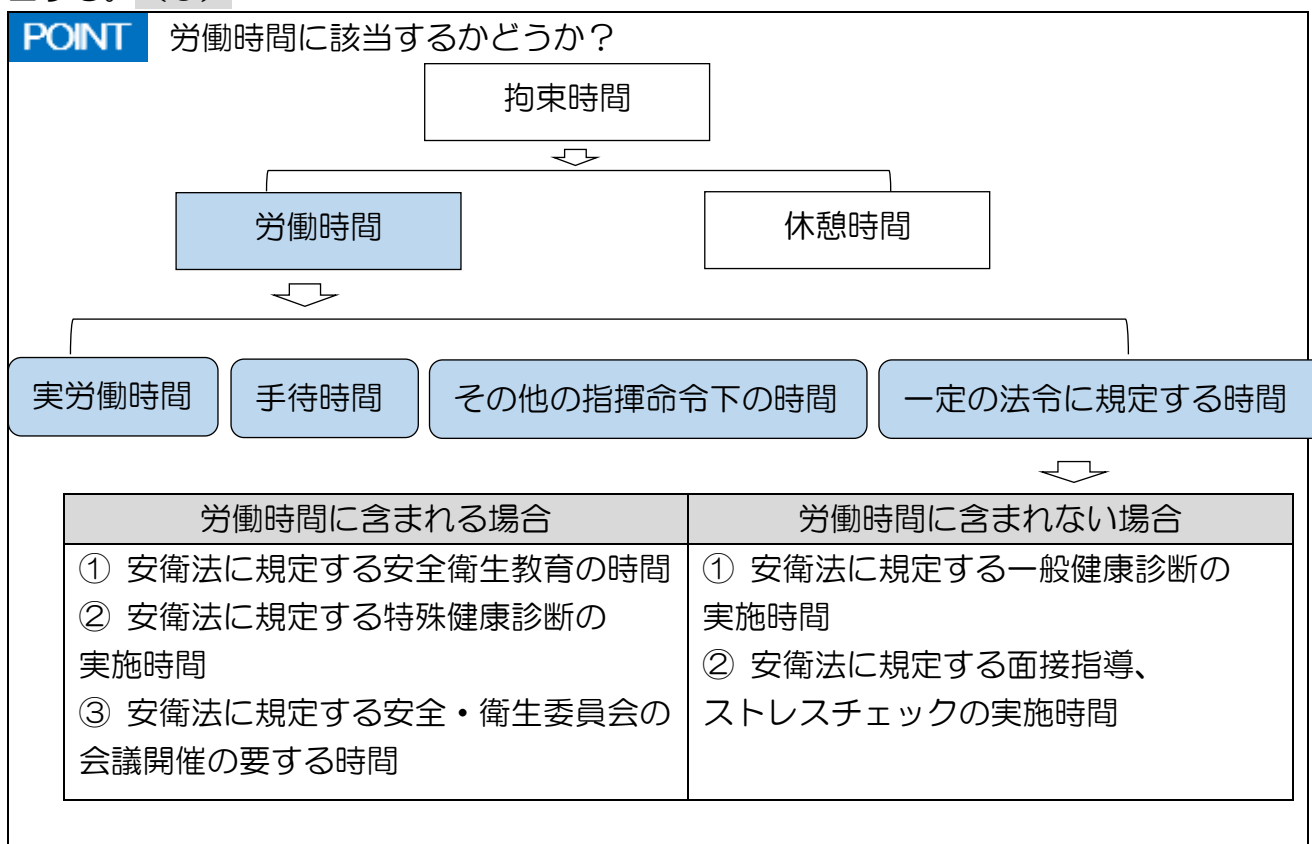 POINT 労働時間に該当するかどうか？
拘束時間
労働時間
休憩時間
実労働時間
手待時間
その他の指揮命令下の時間
一定の法令に規定する時間
労働時間に含まれる場合
① 安衛法に規定する安全衛生教育の時間
② 安衛法に規定する特殊健康診断の
実施時間
③ 安衛法に規定する安全・衛生委員会の
会議開催の要する時間
労働時間に含まれない場合
① 安衛法に規定する一般健康診断の
実施時間
② 安衛法に規定する面接指導、
ストレスチェックの実施時間